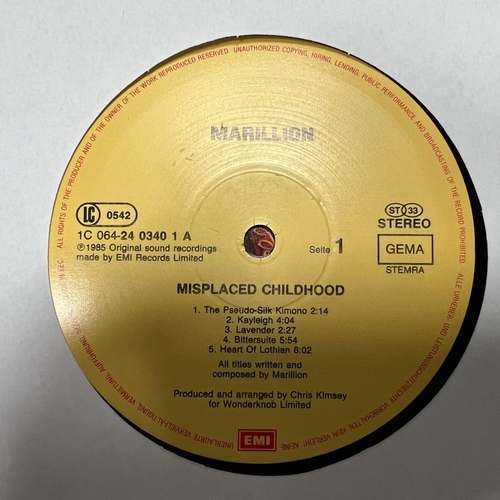 ALL RIGHTS OF THE PRODUCER AND OF THE OWNER OF THE WORK REPRODUCED RESERVED. UNAUTHORIZED COPYING, HIRING, LENDING, PUBLIC PERFORMANCE AND BROADCASTING OF THE RECORD PROHIBITED.
MARILLION
LC 0542
1C 064-24 0340 1 A
℗1985 Original sound recordings
made by EMI Records Limited
Seite 1
ST 33
STEREO
GEMA
STEMRA
MISPLACED CHILDHOOD
1. The Pseudo-Silk Kimono 2:14
2. Kayleigh 4:04
3. Lavender 2:27
4. Bittersuite 5:54
5. Heart Of Lothian 6:02
All titles written and
composed by Marillion
Produced and arranged by Chris Kimsey
for Wonderknob Limited
EMI